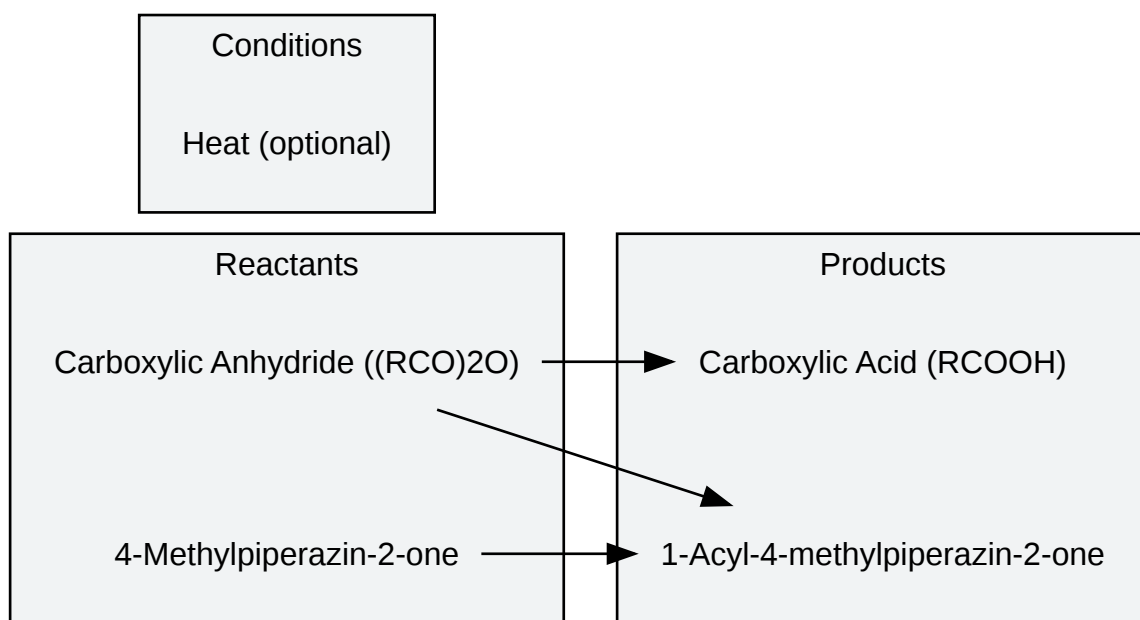 Conditions
Heat (optional)
Reactants
Products
Carboxylic Anhydride ((RCO)2O)
Carboxylic Acid (RCOOH)
4-Methylpiperazin-2-one
1-Acyl-4-methylpiperazin-2-one